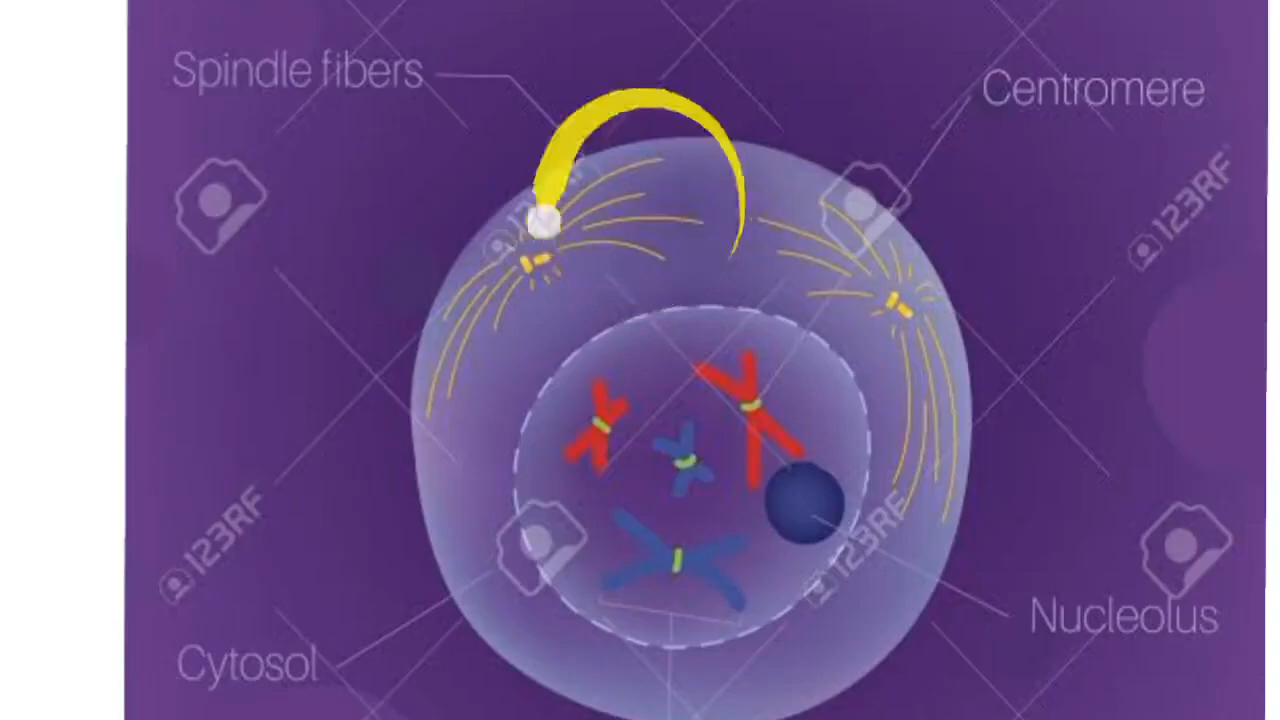 Spindle fibers
Centromere
123RF
123RF
123RF
123RF
Nucleolus
Cytosol